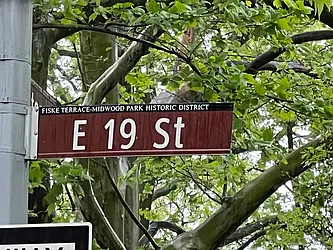 FISKE TERRACE-MIDWOOD PARK HISTORIC DISTRICT
E 19 St